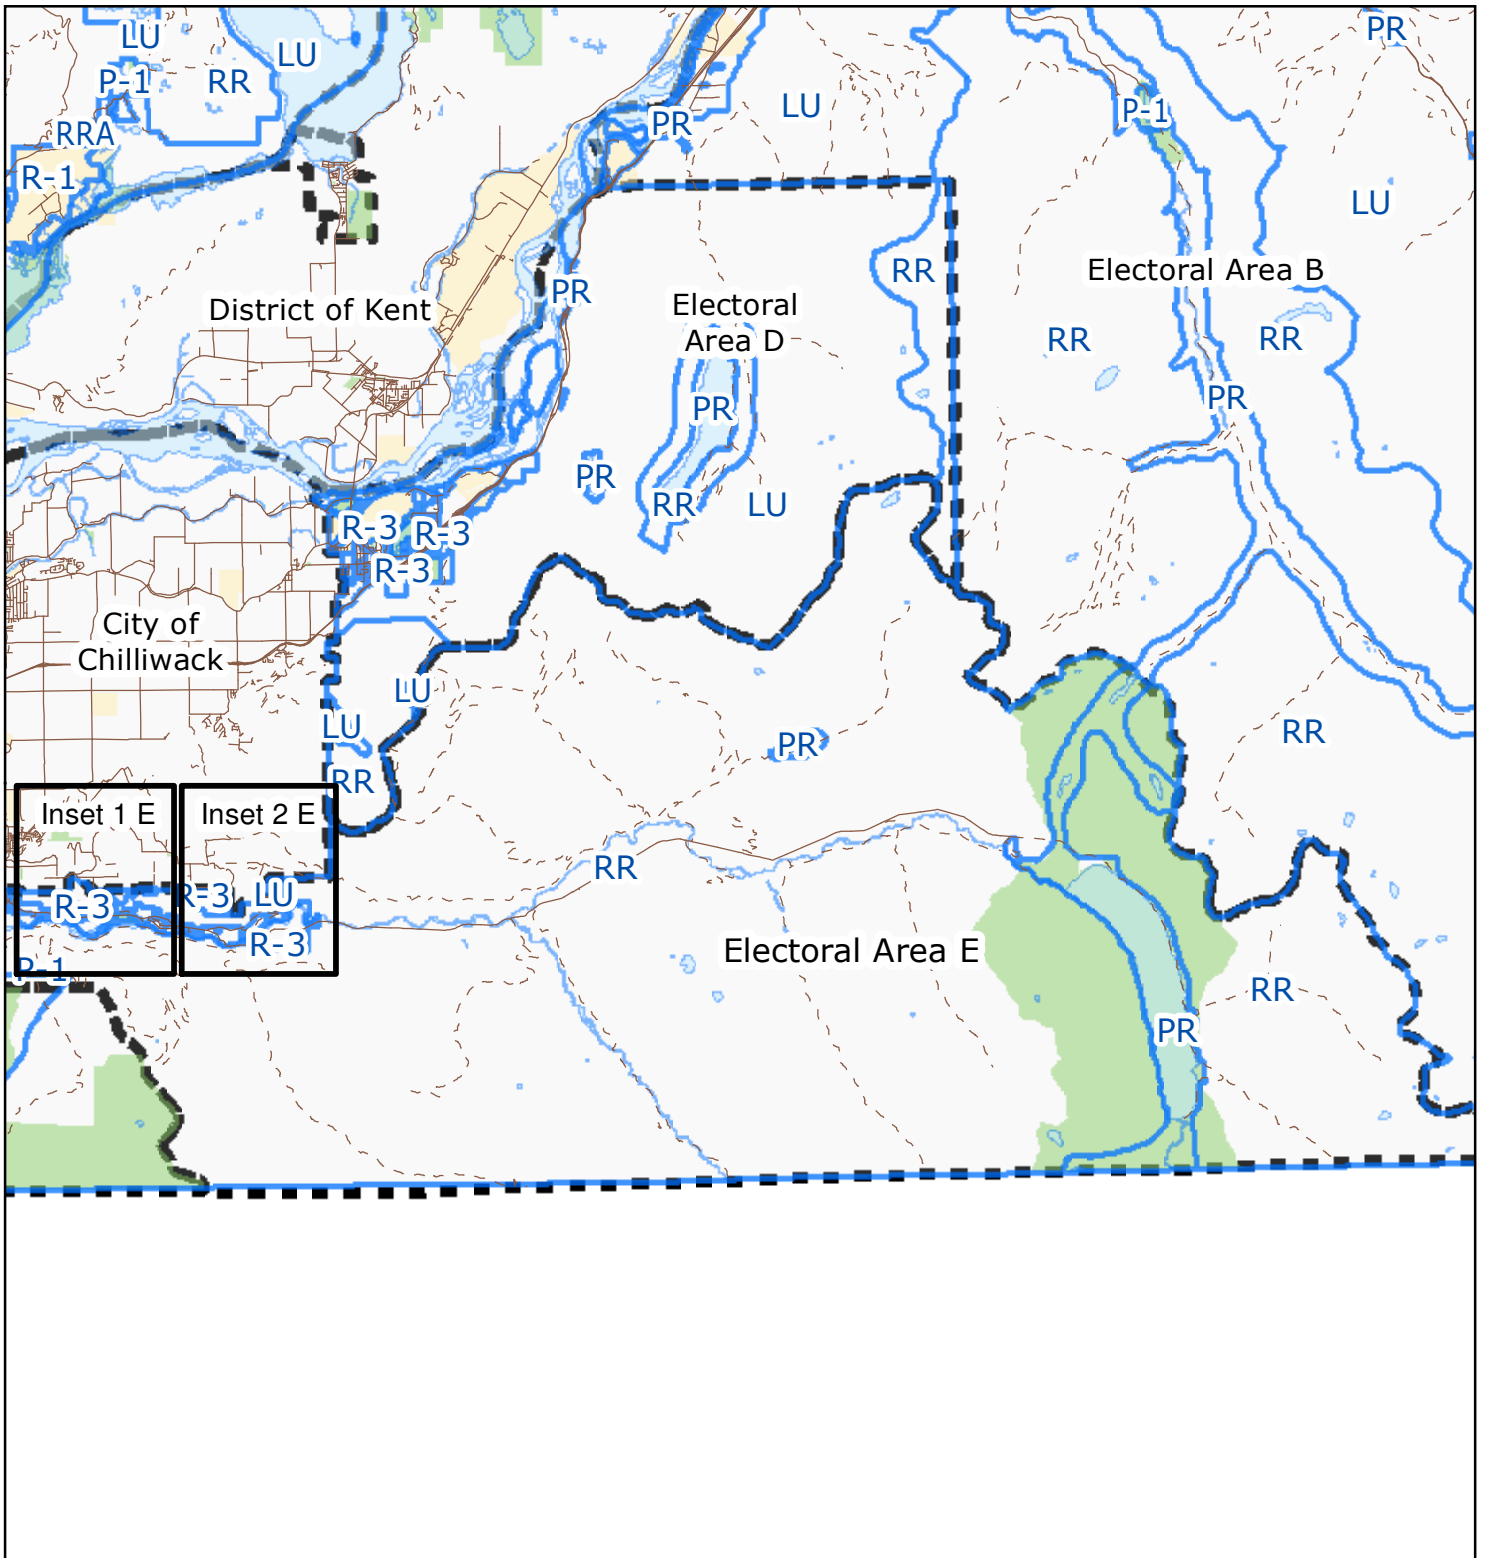 LU
LU
PR
P-1
RR
LU
P-1
PR
RRA
R-1
LU
RR
Electoral Area B
PR
District of Kent
Electoral
Area D
RR
RR
PR
PR
PR
RR
LU
R-3
R-3
R-3
City of
Chilliwack
LU
LU
PR
RR
RR
Inset 1 E
Inset 2 E
RR
R-3
R-3
LU
R-3
Electoral Area E
P-1
RR
PR